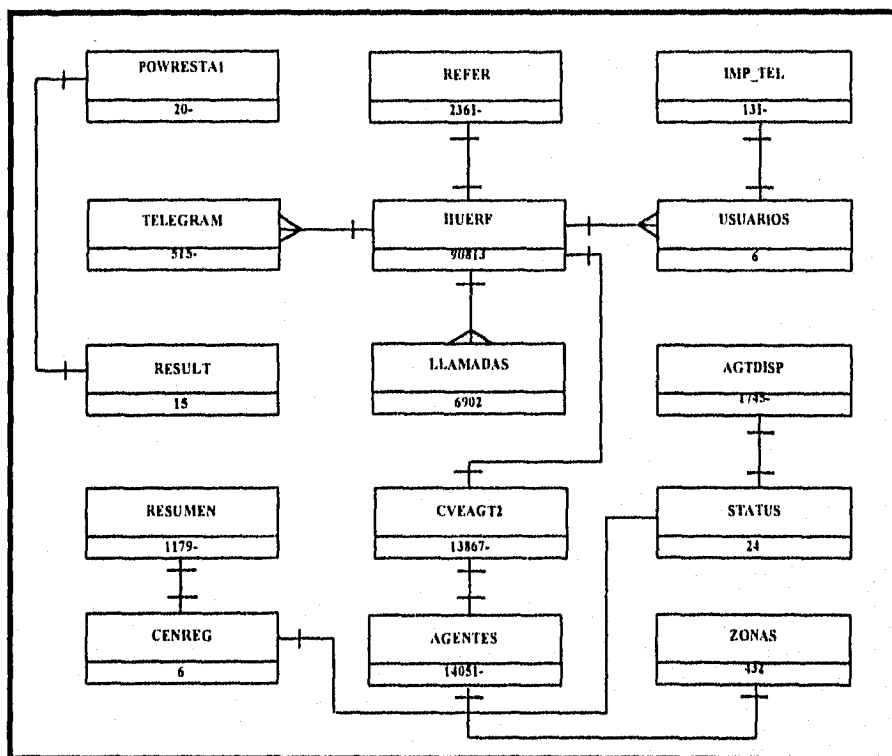 POWRESTA1
20-
REFER
2361-
IMP_TEL
131-
TELEGRAM
515-
HUERF
90813
USUARIOS
6
RESULT
15
LLAMADAS
6902
AGTDISP
1745-
RESUMEN
1179-
CVEAGT2
13867-
STATUS
24
CENREG
6
AGENTES
14051-
ZONAS
432